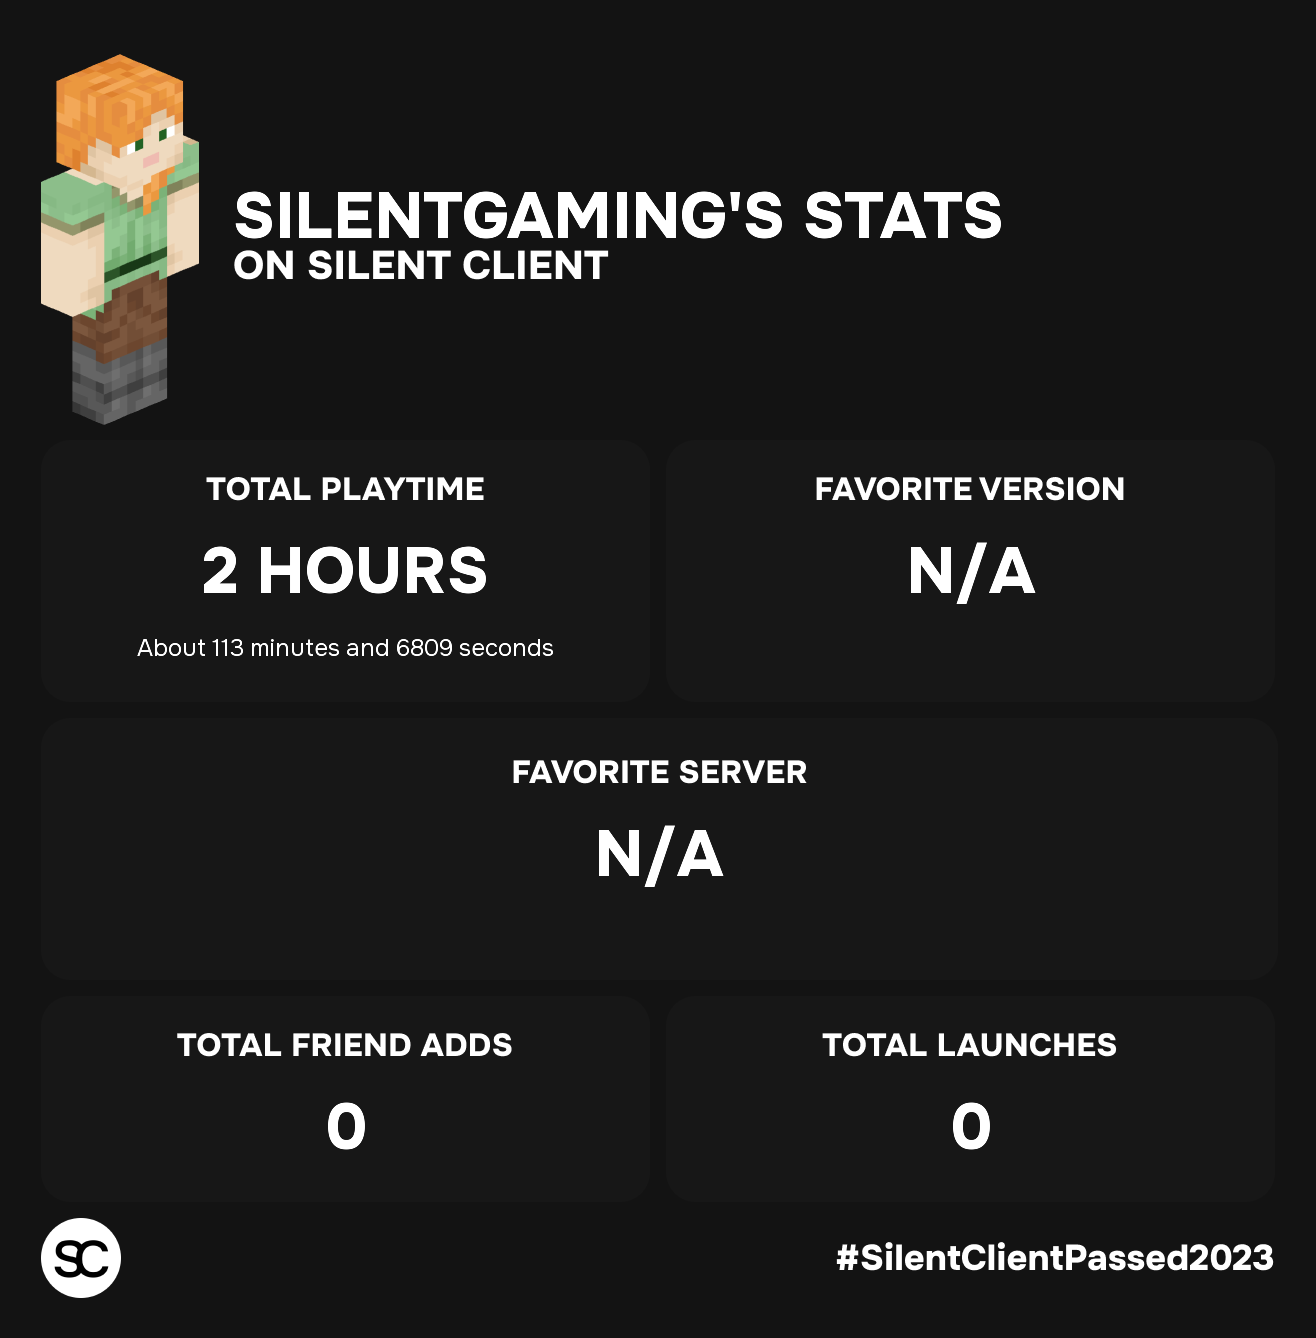 SILENTGAMING'S STATS
ON SILENT CLIENT
TOTAL PLAYTIME
2 HOURS
About 113 minutes and 6809 seconds
FAVORITE VERSION
N/A
FAVORITE SERVER
N/A
TOTAL FRIEND ADDS
0
TOTAL LAUNCHES
0
SC
#SilentClientPassed2023